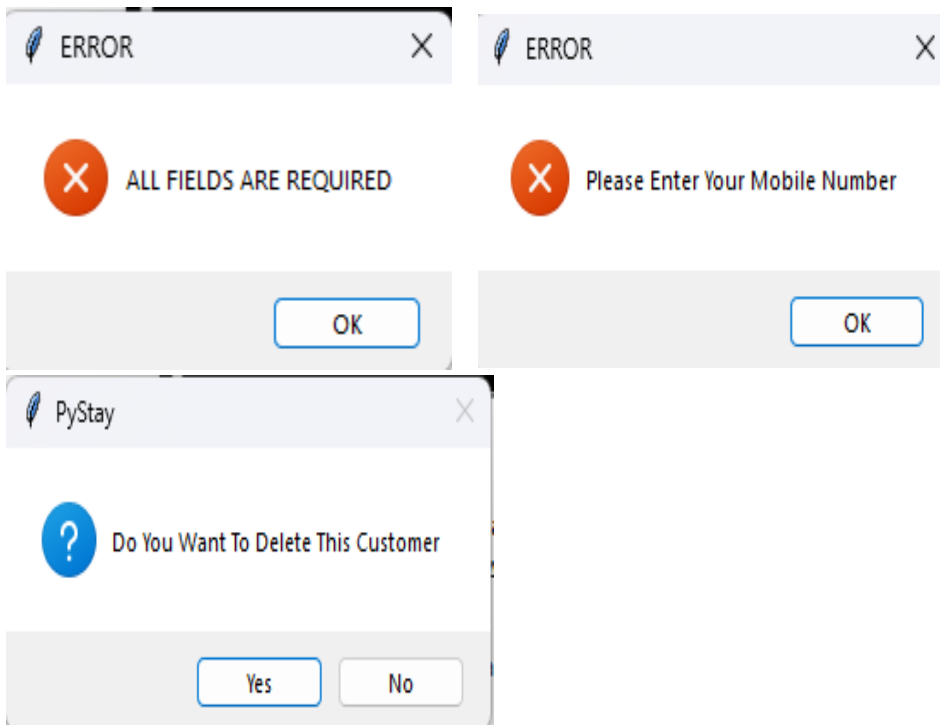 ERROR
ALL FIELDS ARE REQUIRED
OK
ERROR
Please Enter Your Mobile Number
OK
PyStay
Do You Want To Delete This Customer
Yes No